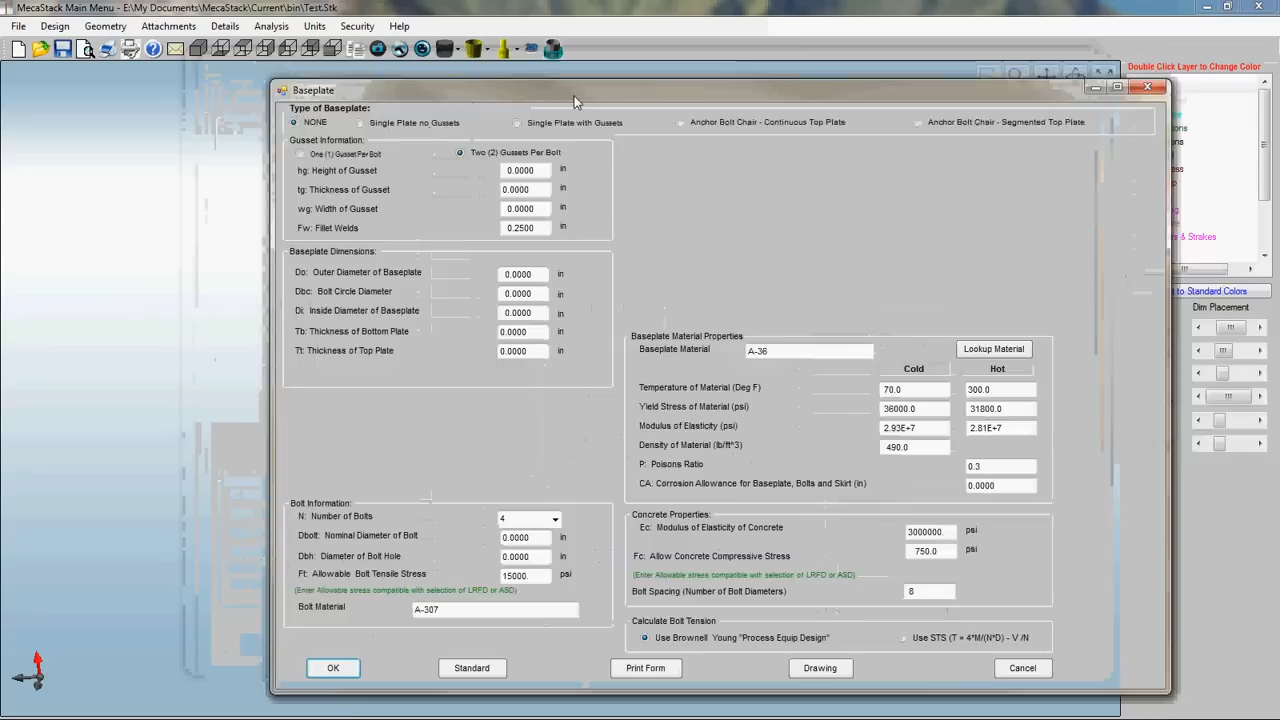 MecaStack Main Menu - E:\My Documents\MecaStack\Current\bin\Test.Stk
File Design Geometry Attachments Details Analysis Units Security Help
Double Click Layer to Change Color
Baseplate
Type of Baseplate:
NONE Single Plate no Gussets Single Plate with Gussets Anchor Bolt Chair - Continuous Top Plate Anchor Bolt Chair - Segmented Top Plate
Gusset Information:
One (1) Gusset Per Bolt Two (2) Gussets Per Bolt
hg: Height of Gusset 0.0000 in
tg: Thickness of Gusset 0.0000 in
wg: Width of Gusset 0.0000 in
Fw: Fillet Welds 0.2500 in
Baseplate Dimensions:
Do: Outer Diameter of Baseplate 0.0000 in
Dbc: Bolt Circle Diameter 0.0000 in
Di: Inside Diameter of Baseplate 0.0000 in
Tb: Thickness of Bottom Plate 0.0000 in
Tt: Thickness of Top Plate 0.0000 in
Bolt Information:
N: Number of Bolts 4
Dbolt: Nominal Diameter of Bolt 0.0000 in
Dbh: Diameter of Bolt Hole 0.0000 in
Ft: Allowable Bolt Tensile Stress 15000. psi
(Enter Allowable stress compatible with selection of LRFD or ASD)
Bolt Material A-307
Baseplate Material Properties
Baseplate Material A-36 Lookup Material
Cold Hot
Temperature of Material (Deg F) 70.0 300.0
Yield Stress of Material (psi) 36000.0 31800.0
Modulus of Elasticity (psi) 2.93E+7 2.81E+7
Density of Material (lb/ft^3) 490.0
P: Poisons Ratio 0.3
CA: Corrosion Allowance for Baseplate, Bolts and Skirt (in) 0.0000
Concrete Properties:
Ec: Modulus of Elasticity of Concrete 3000000. psi
Fc: Allow Concrete Compressive Stress 750.0 psi
(Enter Allowable stress compatible with selection of LRFD or ASD)
Bolt Spacing (Number of Bolt Diameters) 8
Calculate Bolt Tension
Use Brownell Young "Process Equip Design" Use STS (T = 4*M/(N*D) - V /N
OK Standard Print Form Drawing Cancel
s & Strakes
to Standard Colors
Dim Placement